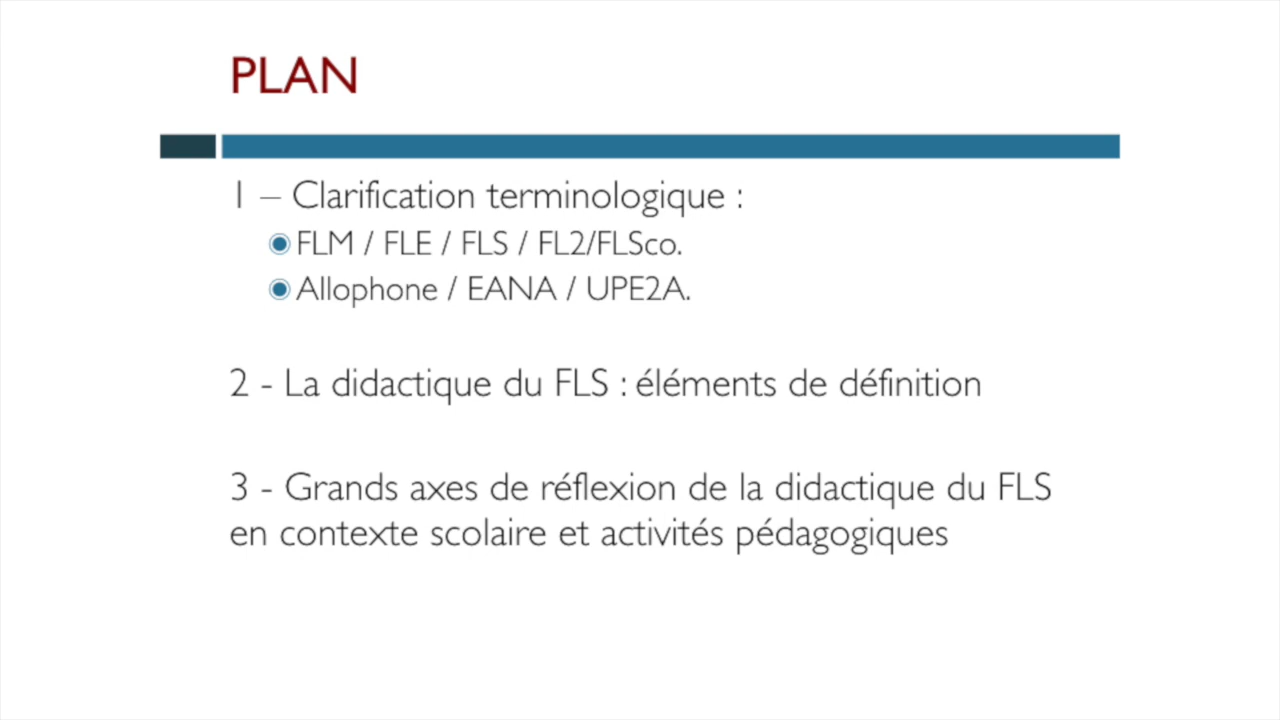 PLAN
1 – Clarification terminologique :
FLM / FLE / FLS / FL2/FLSco.
Allophone / EANA / UPE2A.
2 - La didactique du FLS : éléments de définition
3 - Grands axes de réflexion de la didactique du FLS
en contexte scolaire et activités pédagogiques